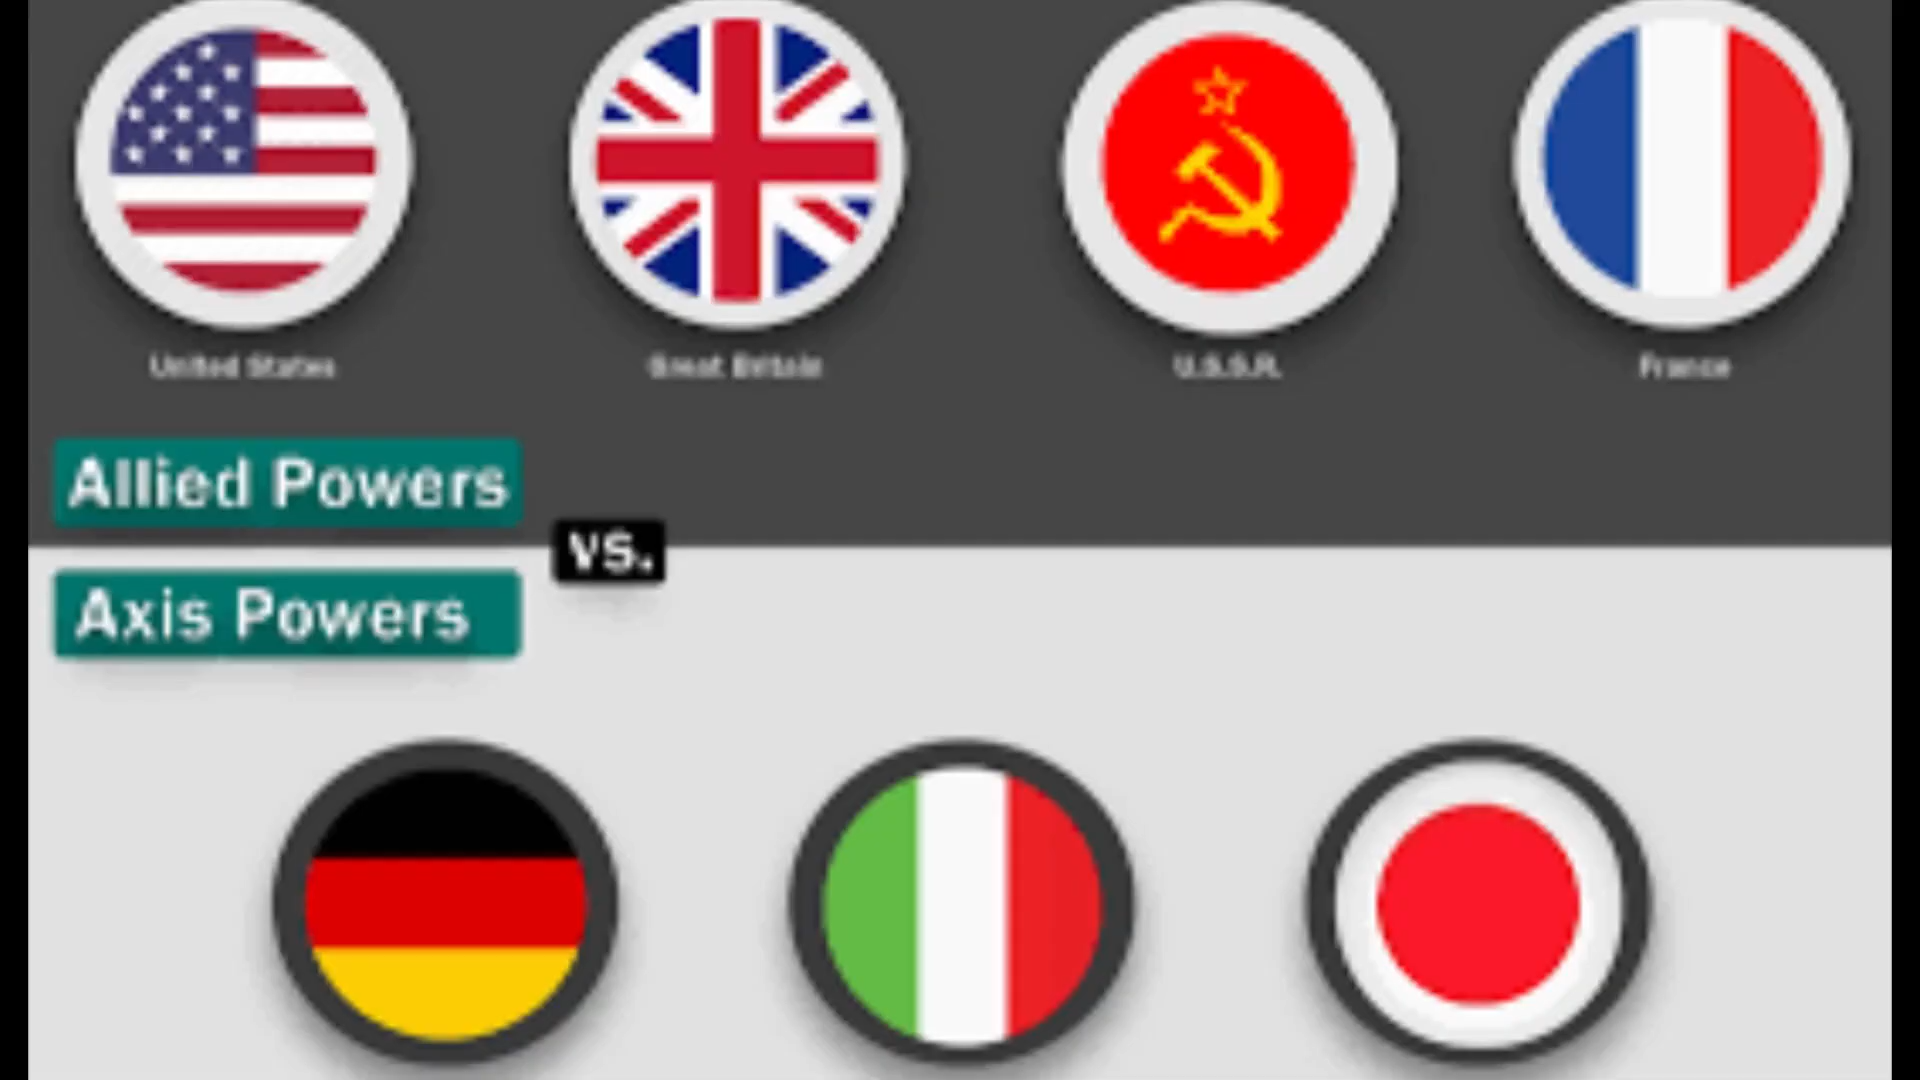 United States
Great Britain
U.S.S.R.
France
Allied Powers
vs.
Axis Powers